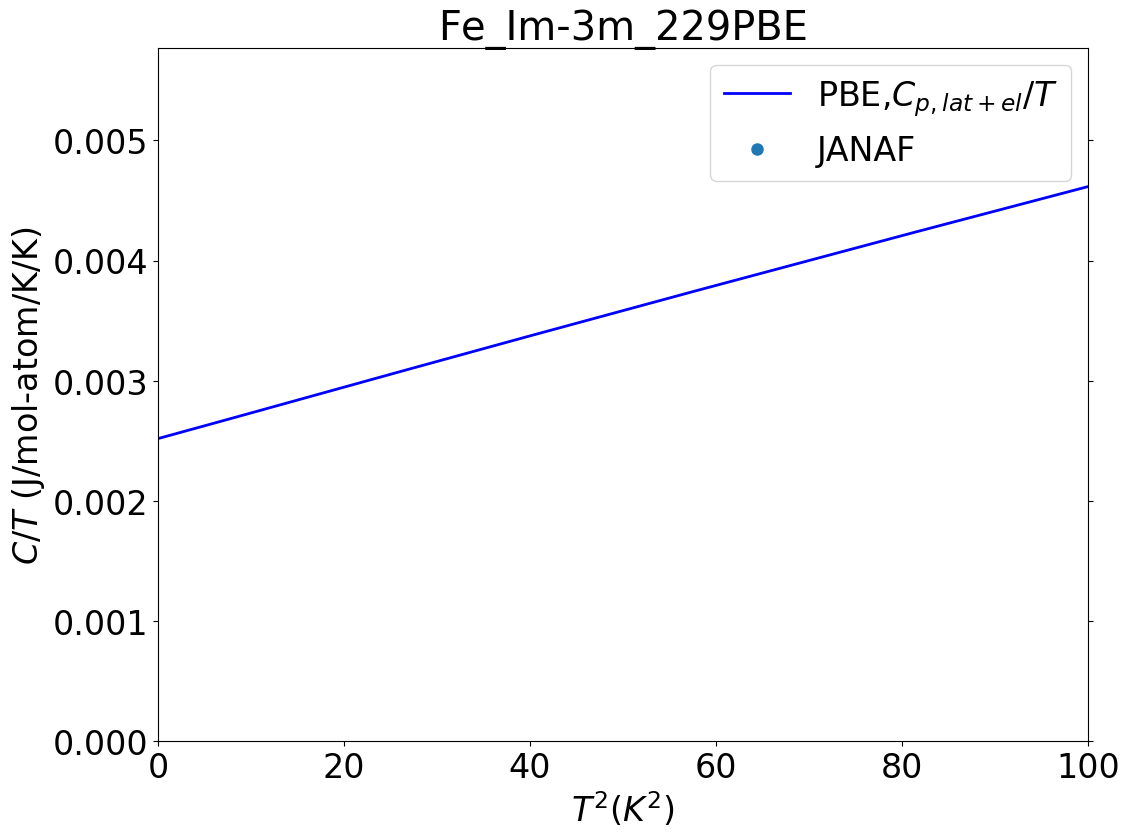 Fe_Im-3m_229PBE
PBE,C_{p, lat+el}/T
JANAF
C/T (J/mol-atom/K/K)
0.005
0.004
0.003
0.002
0.001
0.000
0 20 40 60 80 100
T^2(K^2)